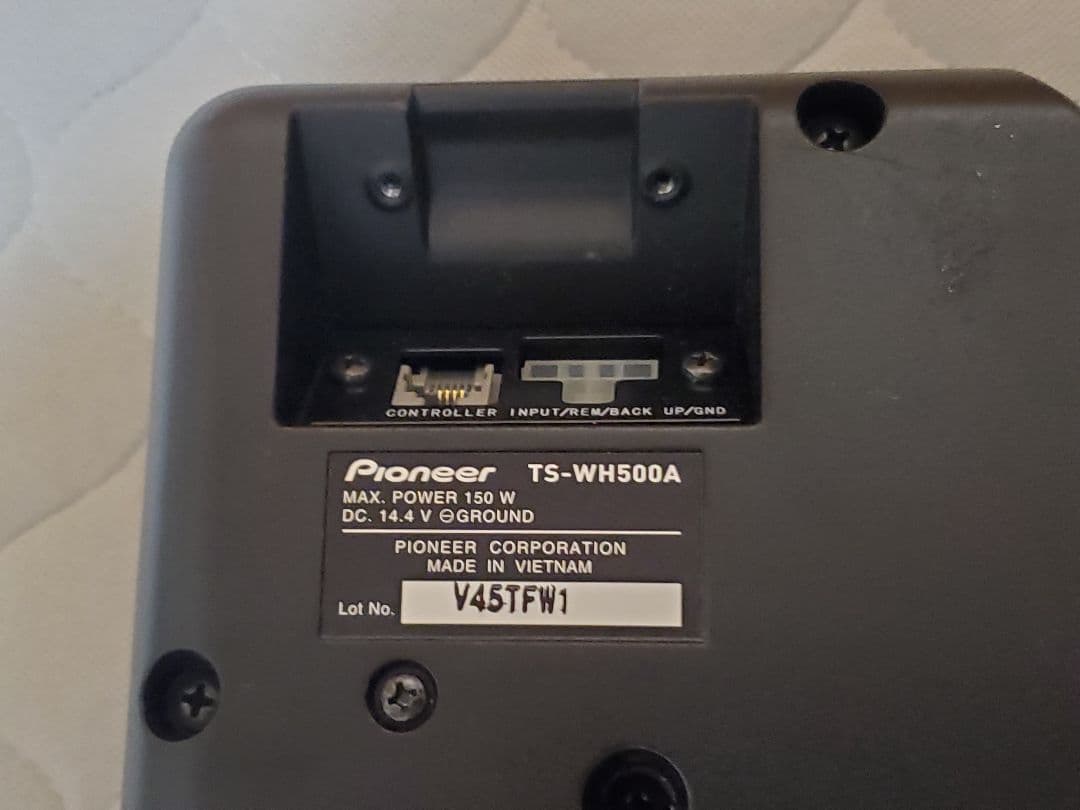 CONTROLLER INPUT/REM/BACK UP/GND
Pioneer TS-WH500A
MAX. POWER 150 W
DC. 14.4 V ⊖GROUND
PIONEER CORPORATION
MADE IN VIETNAM
Lot No. V45TFW1